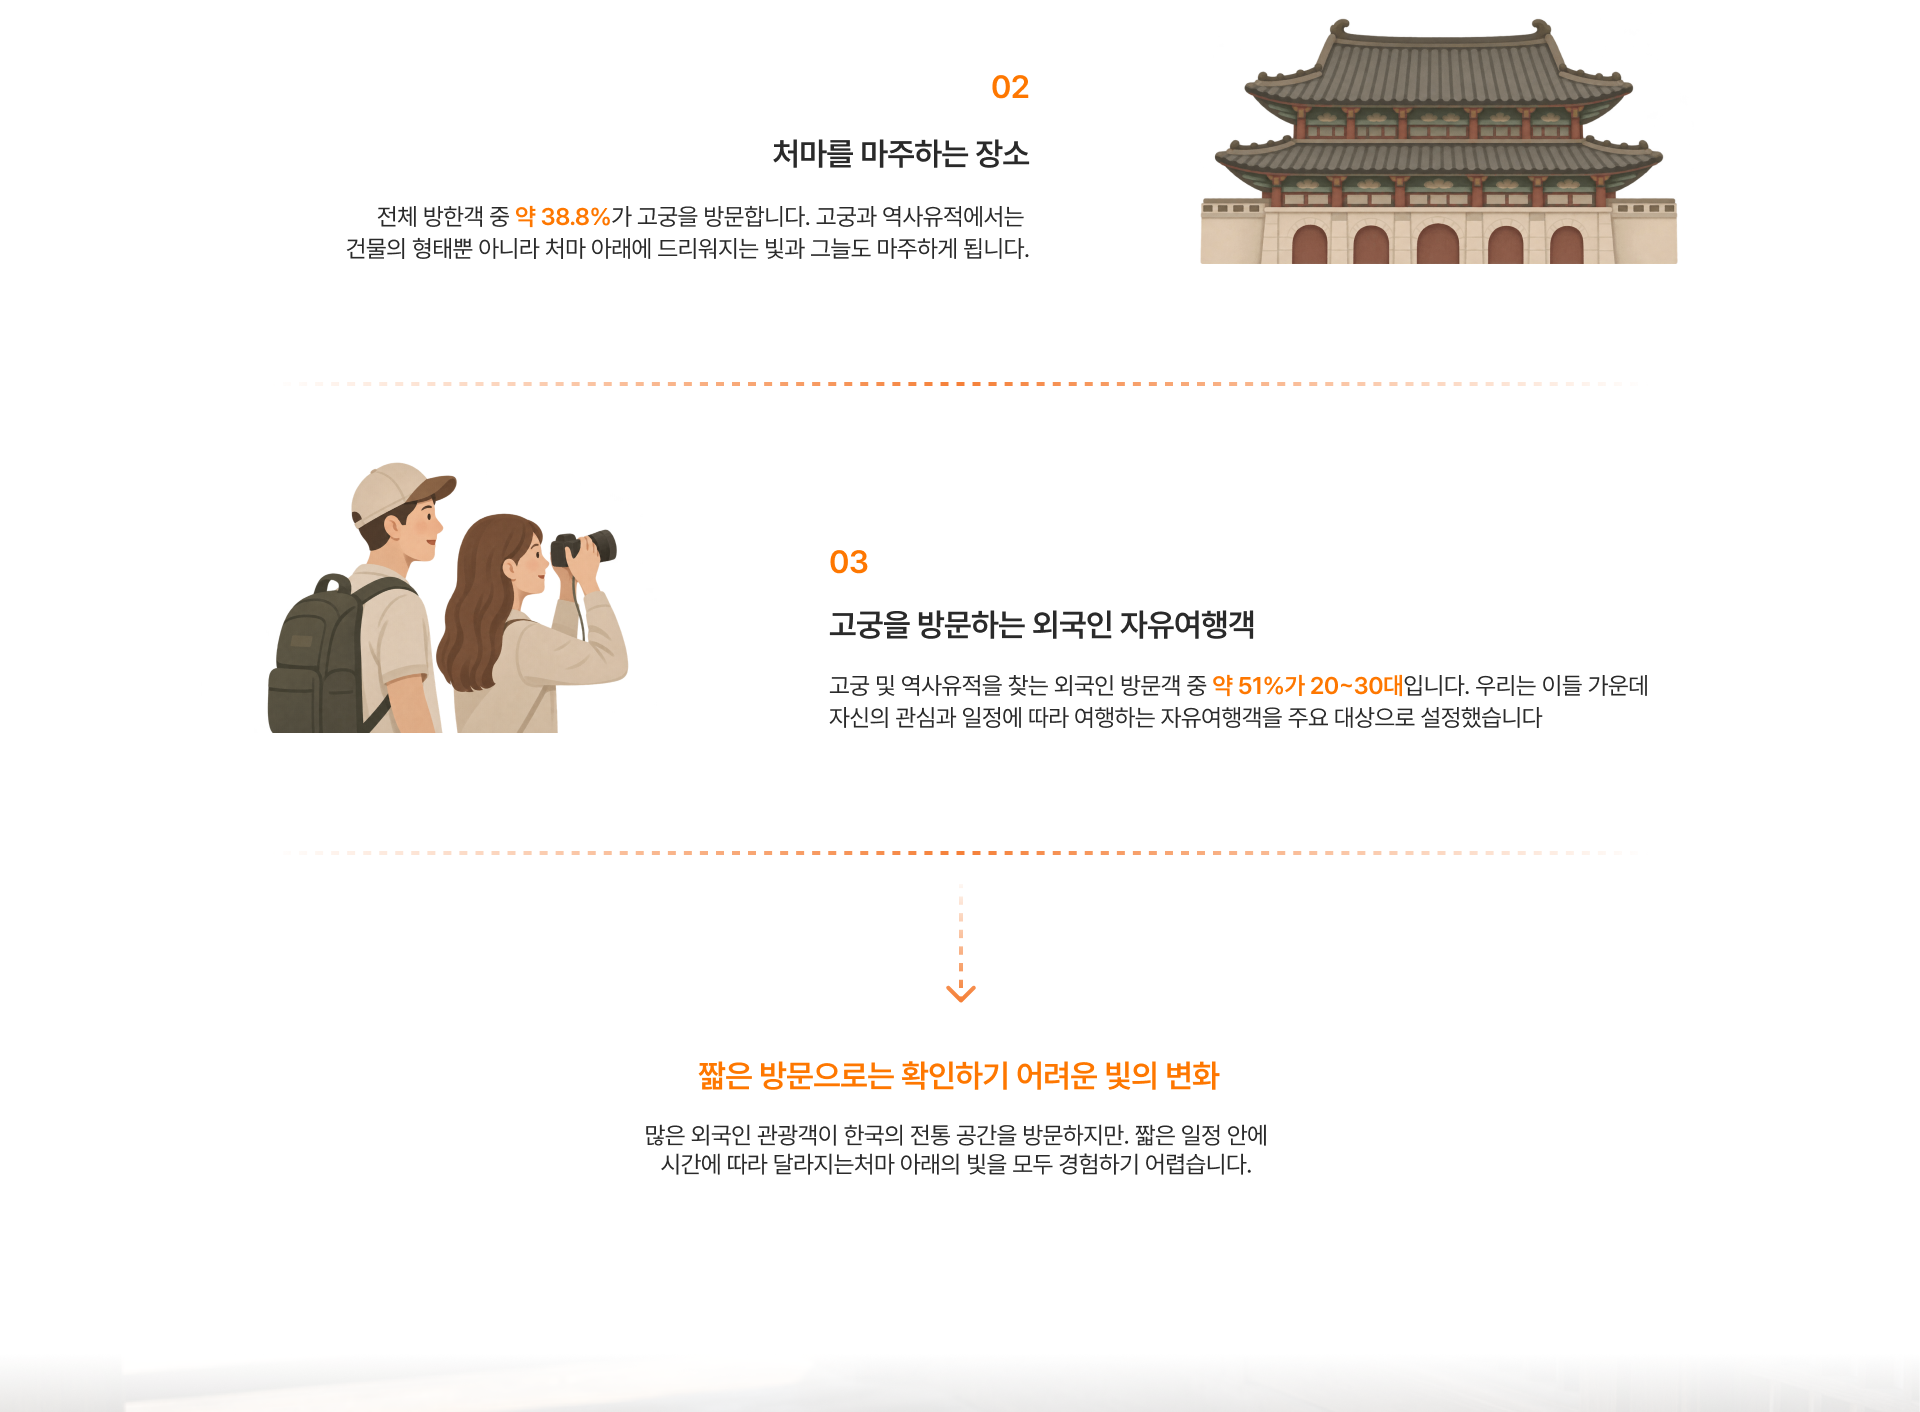 02
처마를 마주하는 장소
전체 방한객 중 약 38.8%가 고궁을 방문합니다. 고궁과 역사유적에서는
건물의 형태뿐 아니라 처마 아래에 드리워지는 빛과 그늘도 마주하게 됩니다.
03
고궁을 방문하는 외국인 자유여행객
고궁 및 역사유적을 찾는 외국인 방문객 중 약 51%가 20~30대입니다. 우리는 이들 가운데
자신의 관심과 일정에 따라 여행하는 자유여행객을 주요 대상으로 설정했습니다
짧은 방문으로는 확인하기 어려운 빛의 변화
많은 외국인 관광객이 한국의 전통 공간을 방문하지만. 짧은 일정 안에
시간에 따라 달라지는처마 아래의 빛을 모두 경험하기 어렵습니다.